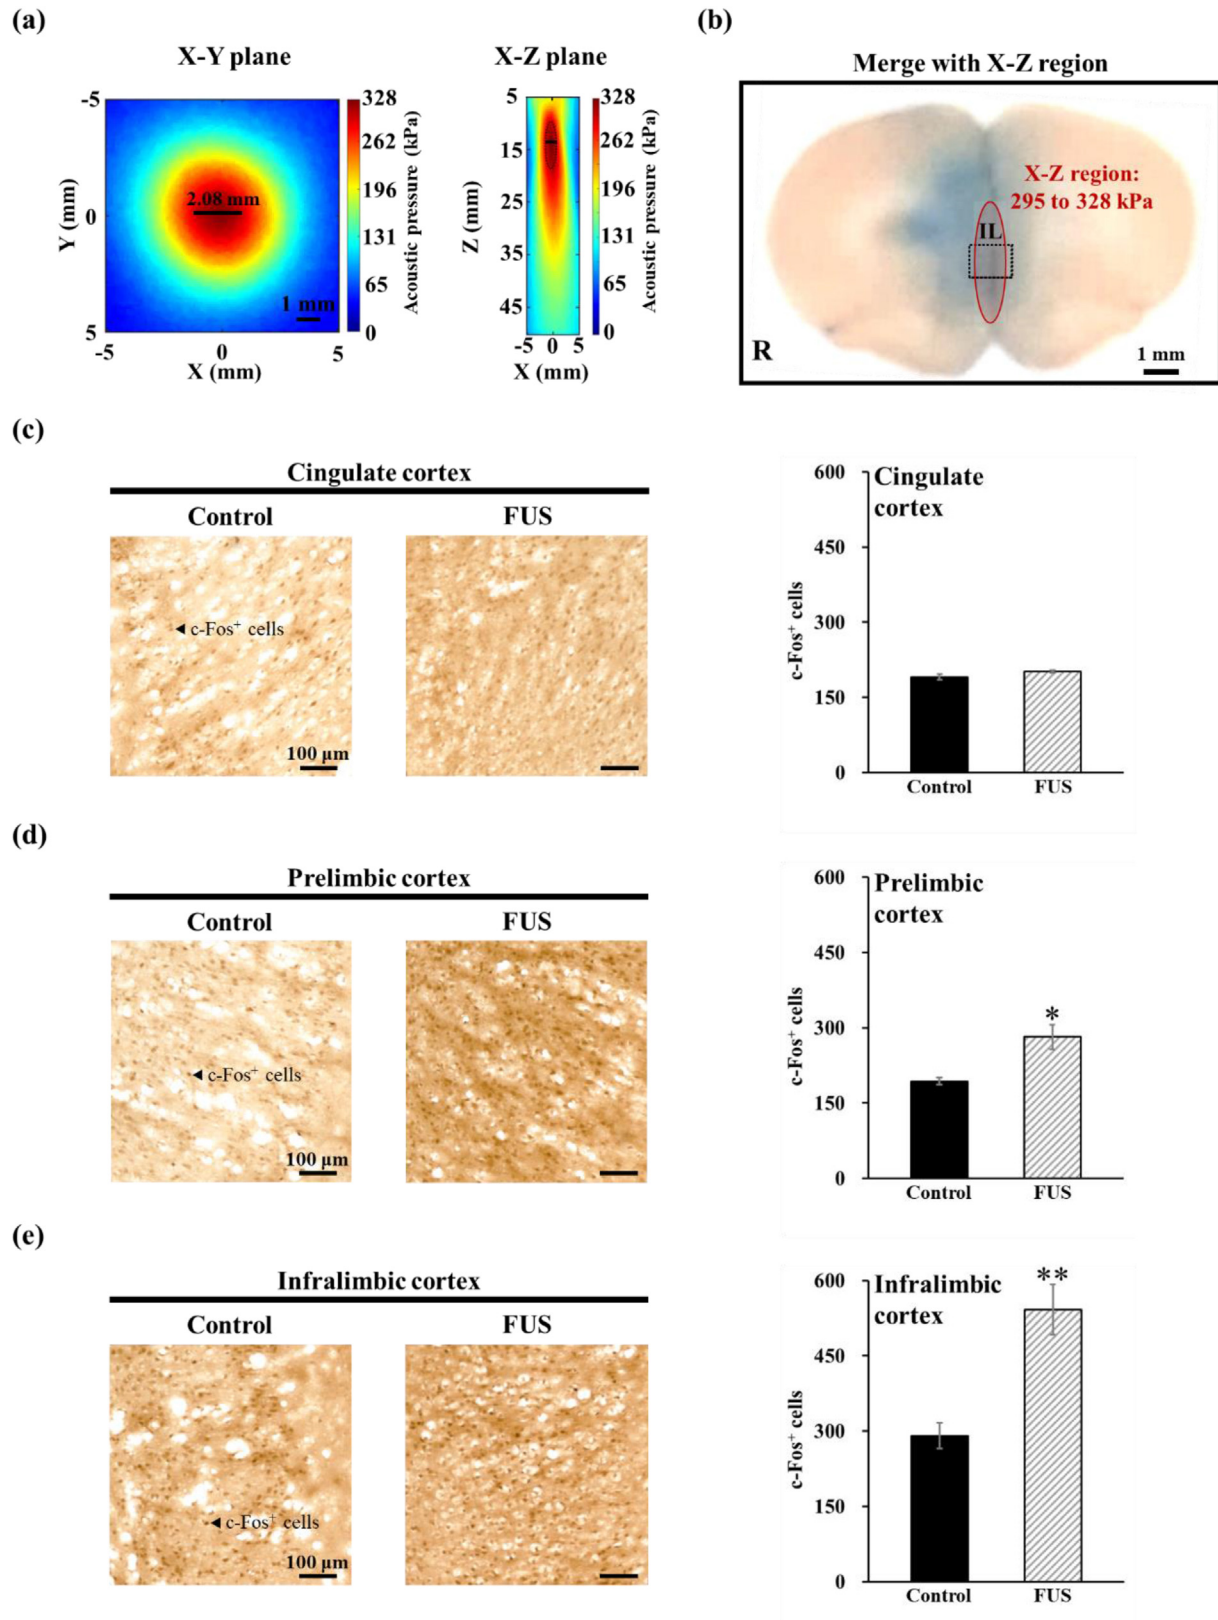 (a)
X-Y plane
-5
0
5
Y (mm)
-5
0
5
X (mm)
2.08 mm
1 mm
328
262
196
131
65
0
Acoustic pressure (kPa)
X-Z plane
5
15
25
35
45
Z (mm)
-5
0
5
X (mm)
328
262
196
131
65
0
Acoustic pressure (kPa)
(b)
Merge with X-Z region
X-Z region:
295 to 328 kPa
IL
R
1 mm
(c)
Cingulate cortex
Control
FUS
c-Fos⁺ cells
100 μm
600
450
300
150
0
c-Fos⁺ cells
Cingulate
cortex
Control
FUS
(d)
Prelimbic cortex
Control
FUS
c-Fos⁺ cells
100 μm
600
450
300
150
0
c-Fos⁺ cells
Prelimbic
cortex
*
Control
FUS
(e)
Infralimbic cortex
Control
FUS
c-Fos⁺ cells
100 μm
600
450
300
150
0
c-Fos⁺ cells
Infralimbic
cortex
**
Control
FUS